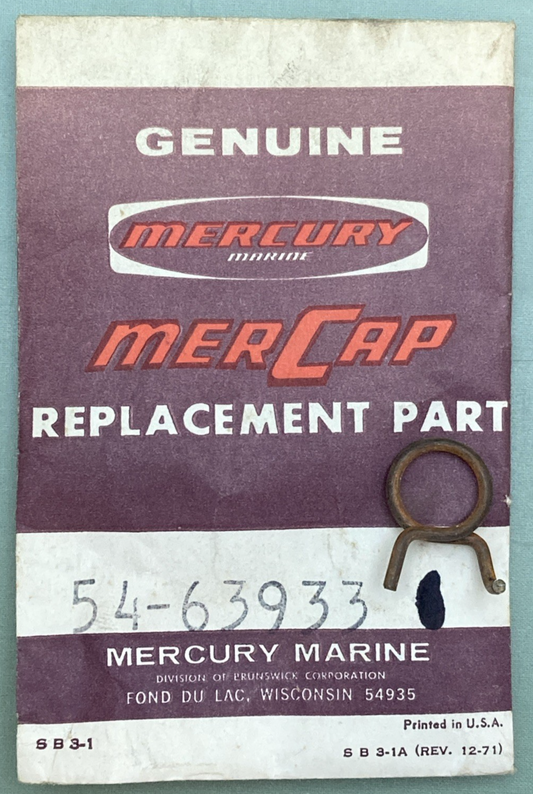 GENUINE
MERCURY
MARINE
MERCAP
REPLACEMENT PART
54-63933
MERCURY MARINE
DIVISION OF BRUNSWICK CORPORATION
FOND DU LAC, WISCONSIN 54935
Printed in U.S.A.
S B 3-1
S B 3-1A (REV. 12-71)